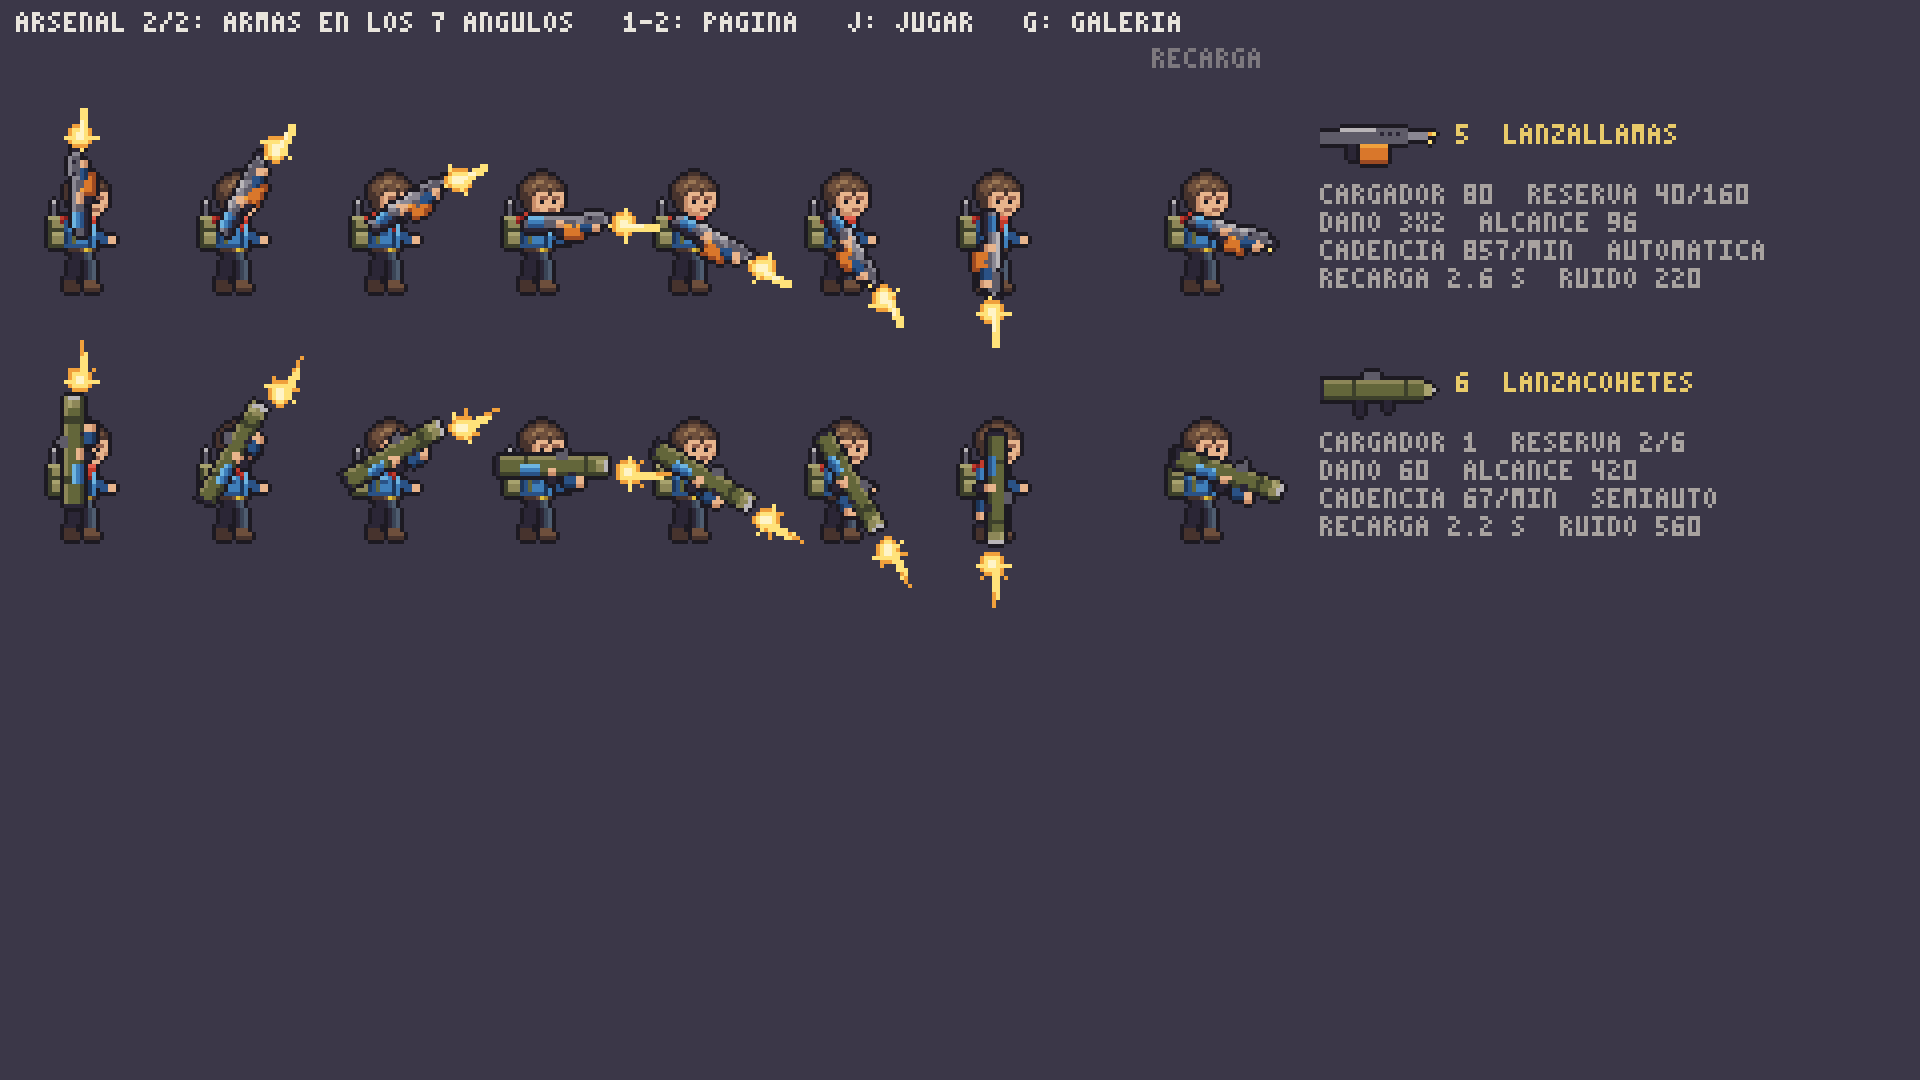 ARSENAL 2/2: ARMAS EN LOS 7 ANGULOS 1-2: PAGINA J: JUGAR G: GALERIA
RECARGA
5 LANZALLAMAS
CARGADOR 80 RESERVA 40/160
DANO 3X2 ALCANCE 96
CADENCIA 857/MIN AUTOMATICA
RECARGA 2.6 S RUIDO 220
6 LANZACOHETES
CARGADOR 1 RESERVA 2/6
DANO 60 ALCANCE 420
CADENCIA 67/MIN SEMIAUTO
RECARGA 2.2 S RUIDO 560